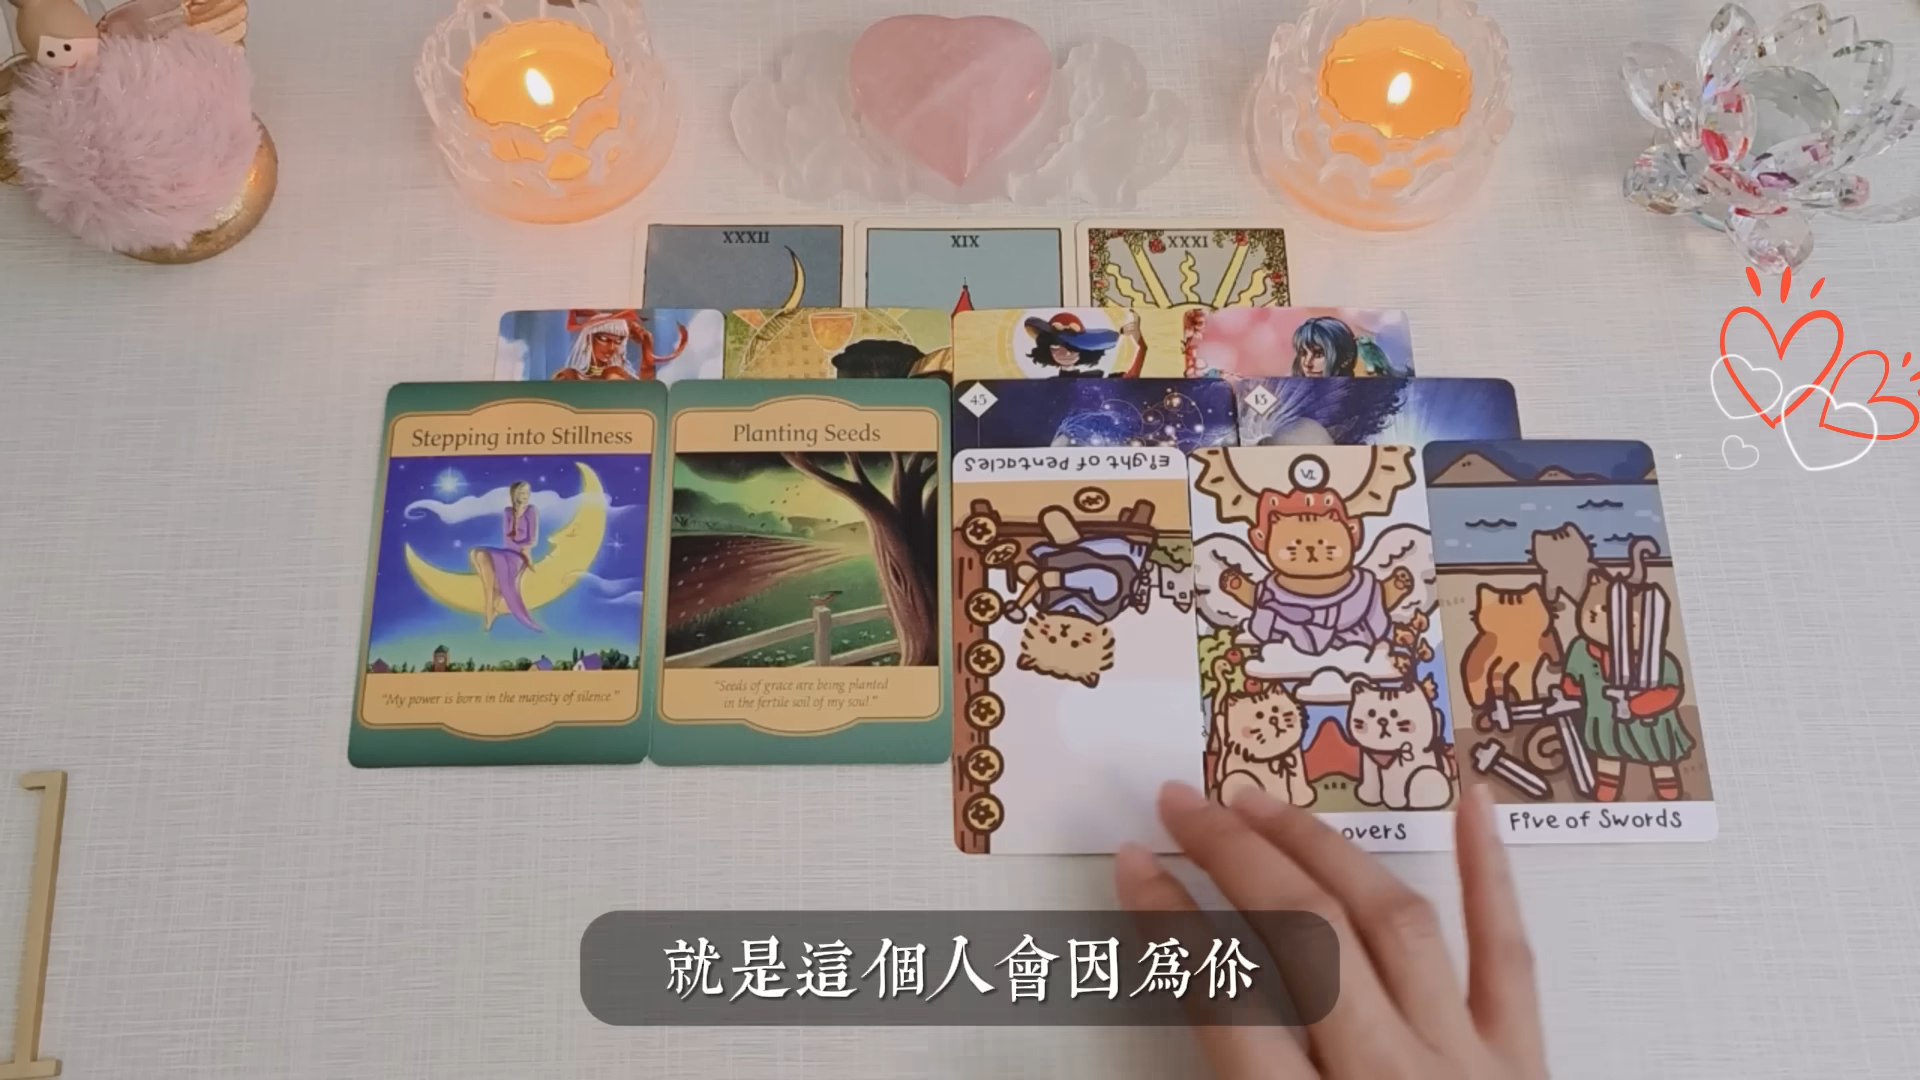 XXXII
XIX
XXXI
45
13
Stepping into Stillness
Planting Seeds
Eight of Pentacles
VI
"My power is born in the majesty of silence."
"Seeds of grace are being planted
in the fertile soil of my soul."
overs
Five of Swords
1
就是這個人會因爲你